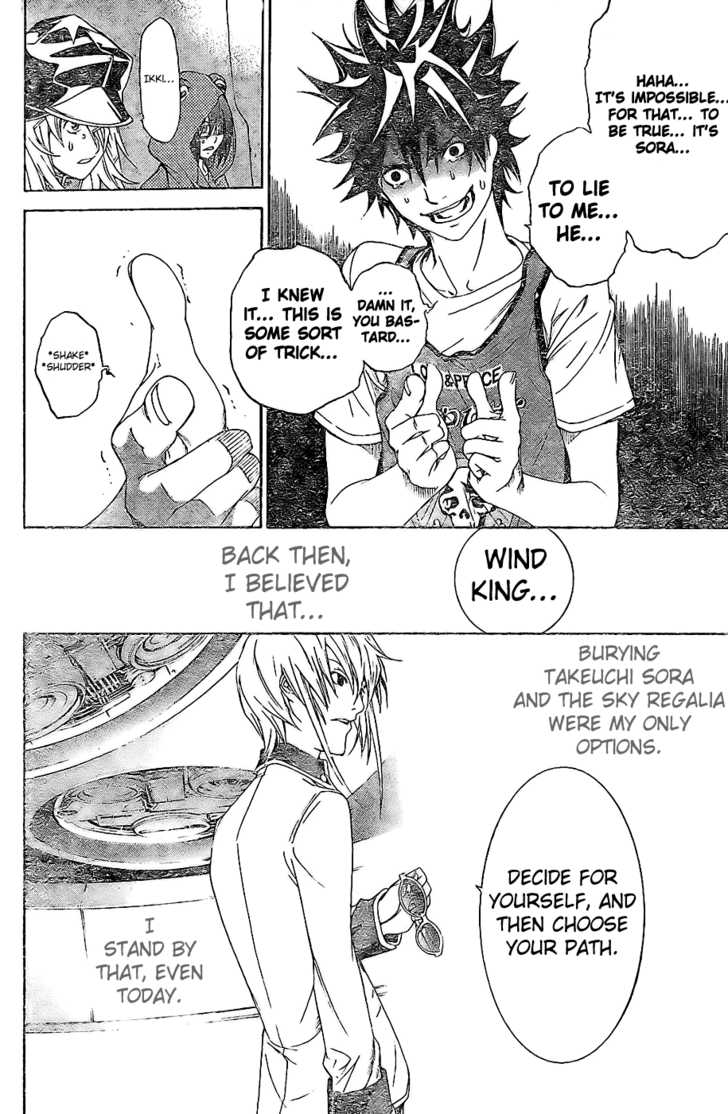 HAHA...
IT'S IMPOSSIBLE...
FOR THAT... TO
BE TRUE... IT'S
SORA...
TO LIE
TO ME...
HE...
IKKI...
...
DAMN IT,
YOU BAS-
TARD...
I KNEW
IT... THIS IS
SOME SORT
OF TRICK...
*SHAKE*
*SHUDDER*
WIND
KING...
BACK THEN,
I BELIEVED
THAT...
BURYING
TAKEUCHI SORA
AND THE SKY REGALIA
WERE MY ONLY
OPTIONS.
DECIDE FOR
YOURSELF, AND
THEN CHOOSE
YOUR PATH.
I
STAND BY
THAT, EVEN
TODAY.